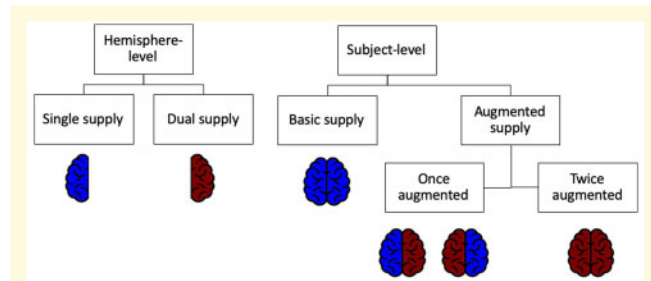 Hemisphere-
level
Subject-level
Single supply
Dual supply
Basic supply
Augmented
supply
Once
augmented
Twice
augmented